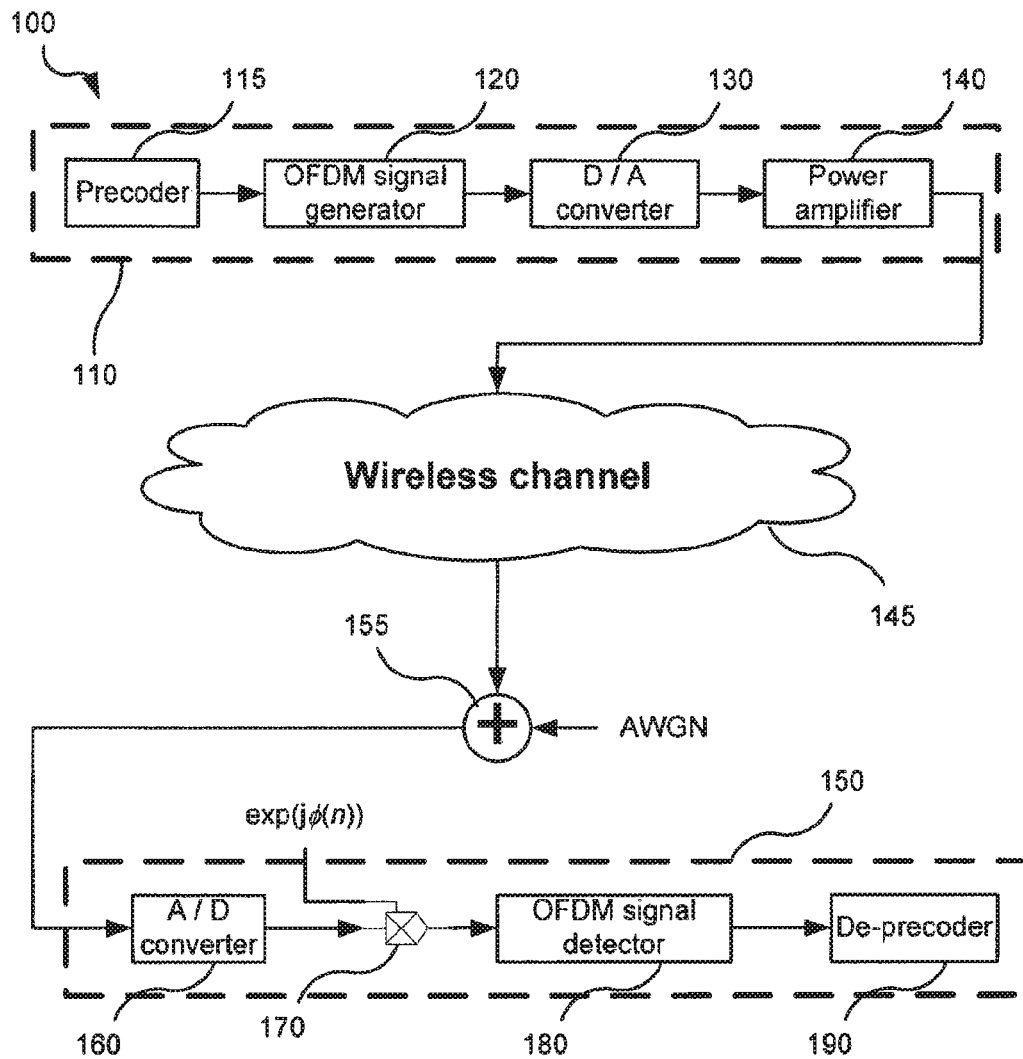 100
115
120
130
140
Precoder
OFDM signal
generator
D / A
converter
Power
amplifier
110
Wireless channel
145
155
+
AWGN
150
exp(jϕ(n))
A / D
converter
OFDM signal
detector
De-precoder
160
170
180
190